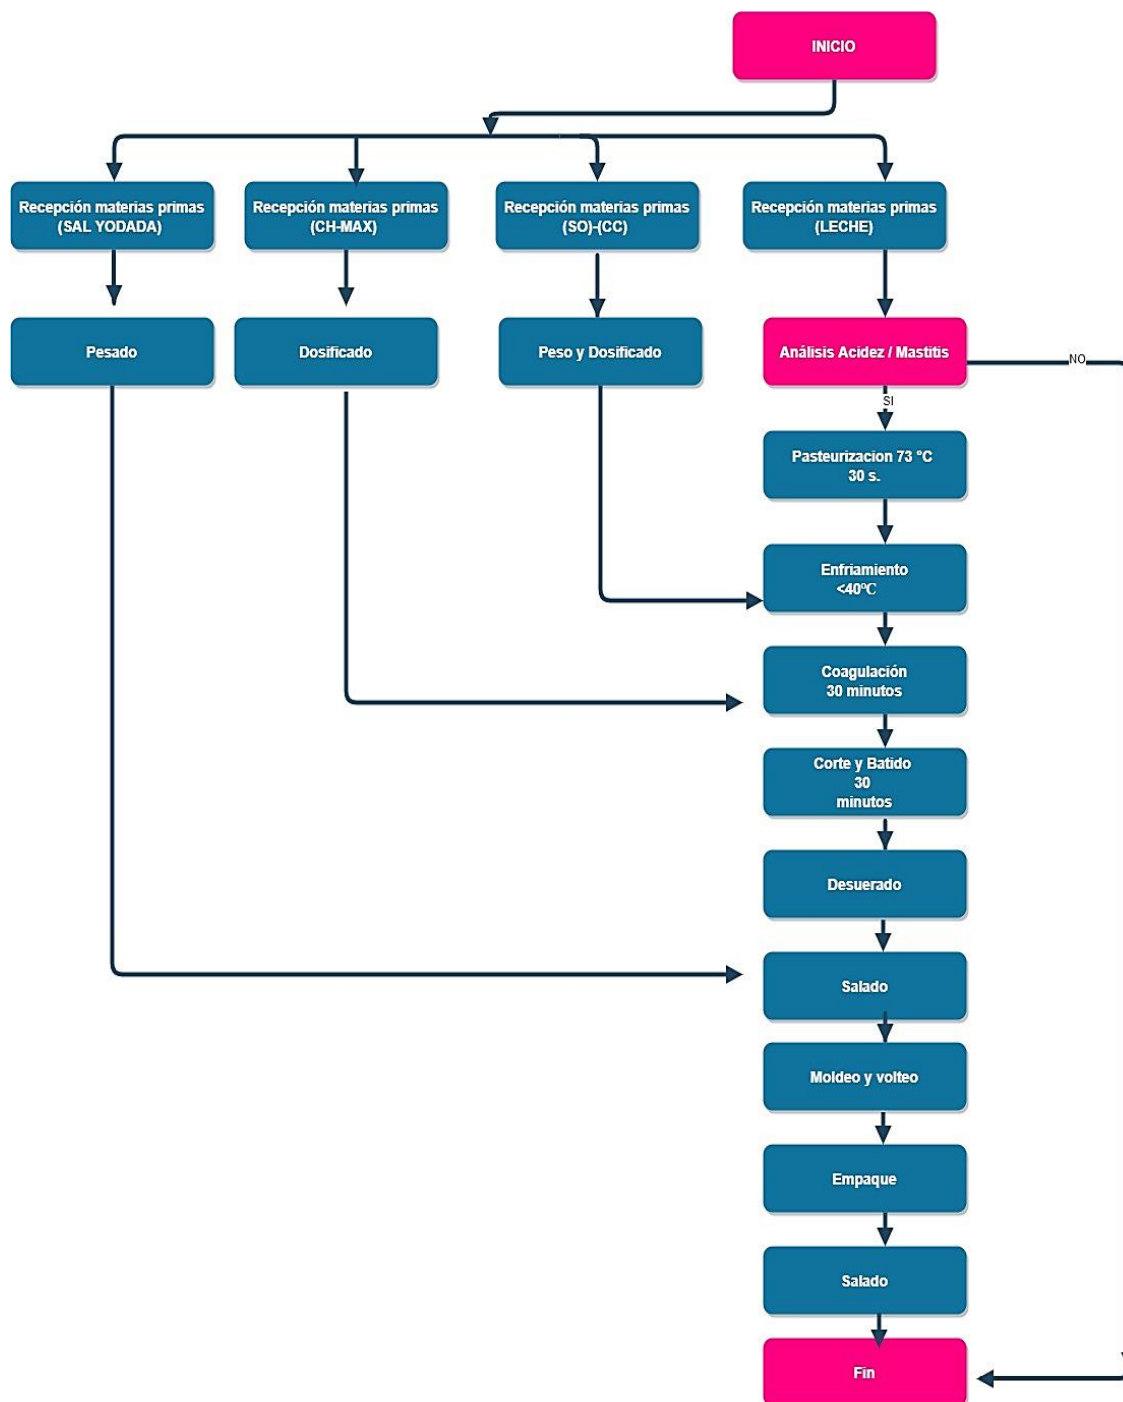 INICIO
Recepción materias primas
(SAL YODADA)
Recepción materias primas
(CH-MAX)
Recepción materias primas
(SO)-(CC)
Recepción materias primas
(LECHE)
Pesado
Dosificado
Peso y Dosificado
Análisis Acidez / Mastitis
NO
SI
Pasteurizacion 73 °C
30 s.
Enfriamiento
<40ºC
Coagulación
30 minutos
Corte y Batido
30
minutos
Desuerado
Salado
Moldeo y volteo
Empaque
Salado
Fin